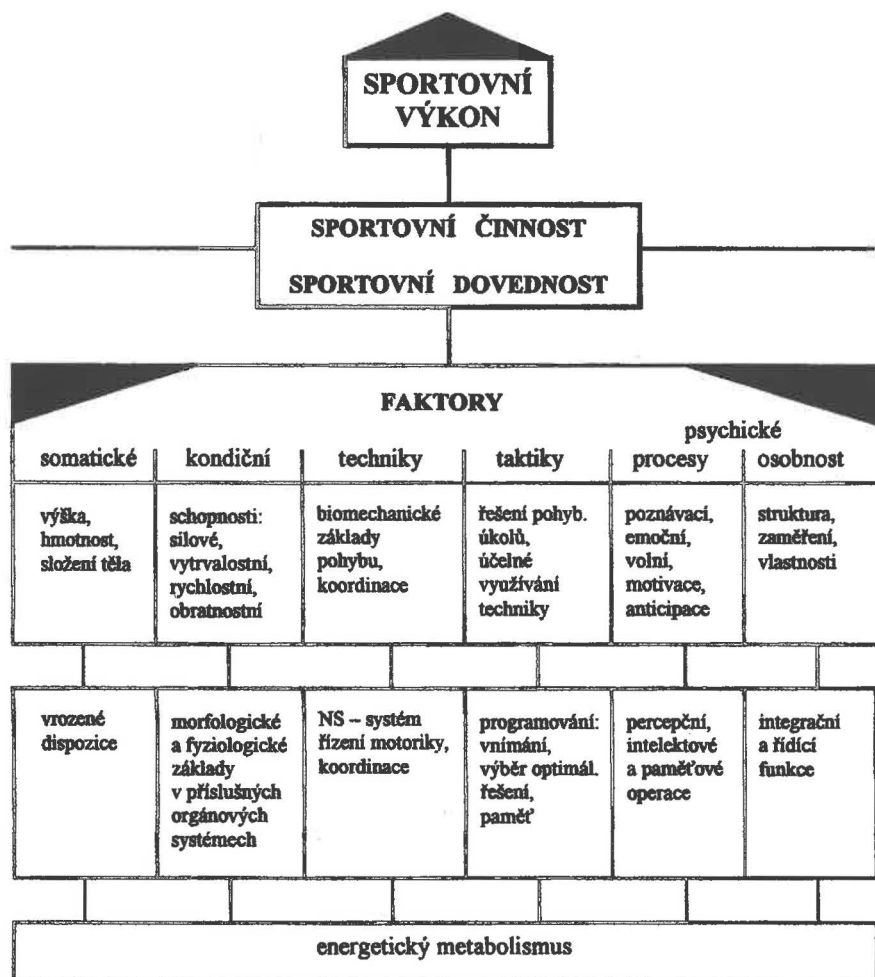 SPORTOVNÍ
VÝKON
SPORTOVNÍ ČINNOST
SPORTOVNÍ DOVEDNOST
FAKTORY
psychické
somatické kondiční techniky taktiky procesy osobnost
výška,
hmotnost,
složení těla
schopnosti:
silové,
vytrvalostní,
rychlostní,
obratnostní
biomechanické
základy
pohybu,
koordinace
řešení pohyb.
úkolů,
účelné
využívání
techniky
poznávací,
emoční,
volní,
motivace,
anticipace
struktura,
zaměření,
vlastnosti
vrozené
dispozice
morfologické
a fyziologické
základy
v příslušných
orgánových
systémech
NS – systém
řízení motoriky,
koordinace
programování:
vnímání,
výběr optimál.
řešení,
paměť
percepční,
intelektové
a paměťové
operace
integrační
a řídící
funkce
energetický metabolismus